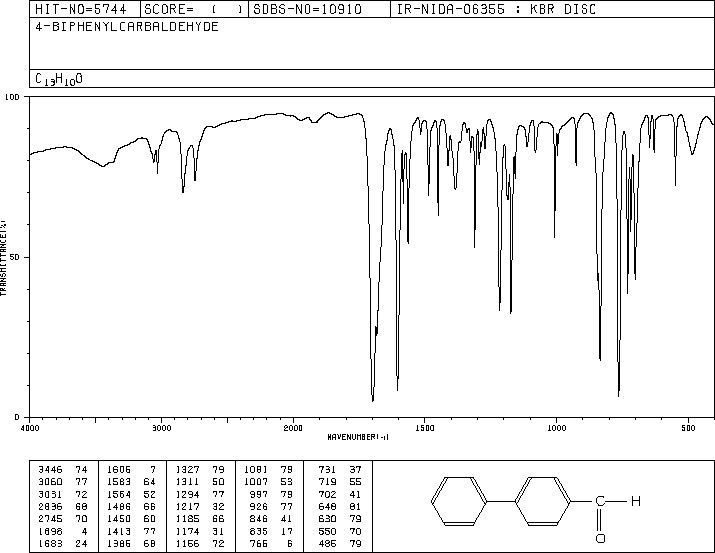 HIT-NO=5744 SCORE= ( ) SDBS-NO=10910 IR-NIDA-06355 : KBR DISC
4-BIPHENYLCARBALDEHYDE
C13H10O
100
50
0
TRANSMITTANCE(%)
4000 3000 2000 1500 1000 500
WAVENUMBER(-1)
3446 74 1606 7 1327 79 1081 79 731 37
3060 77 1583 64 1311 50 1007 53 719 55
3031 72 1564 52 1294 77 997 79 702 41
2836 68 1486 66 1217 32 926 77 648 81
2745 70 1450 60 1185 66 846 41 630 79
1698 4 1413 77 1174 31 835 17 550 70
1683 24 1386 68 1156 72 766 6 485 79
C H
O